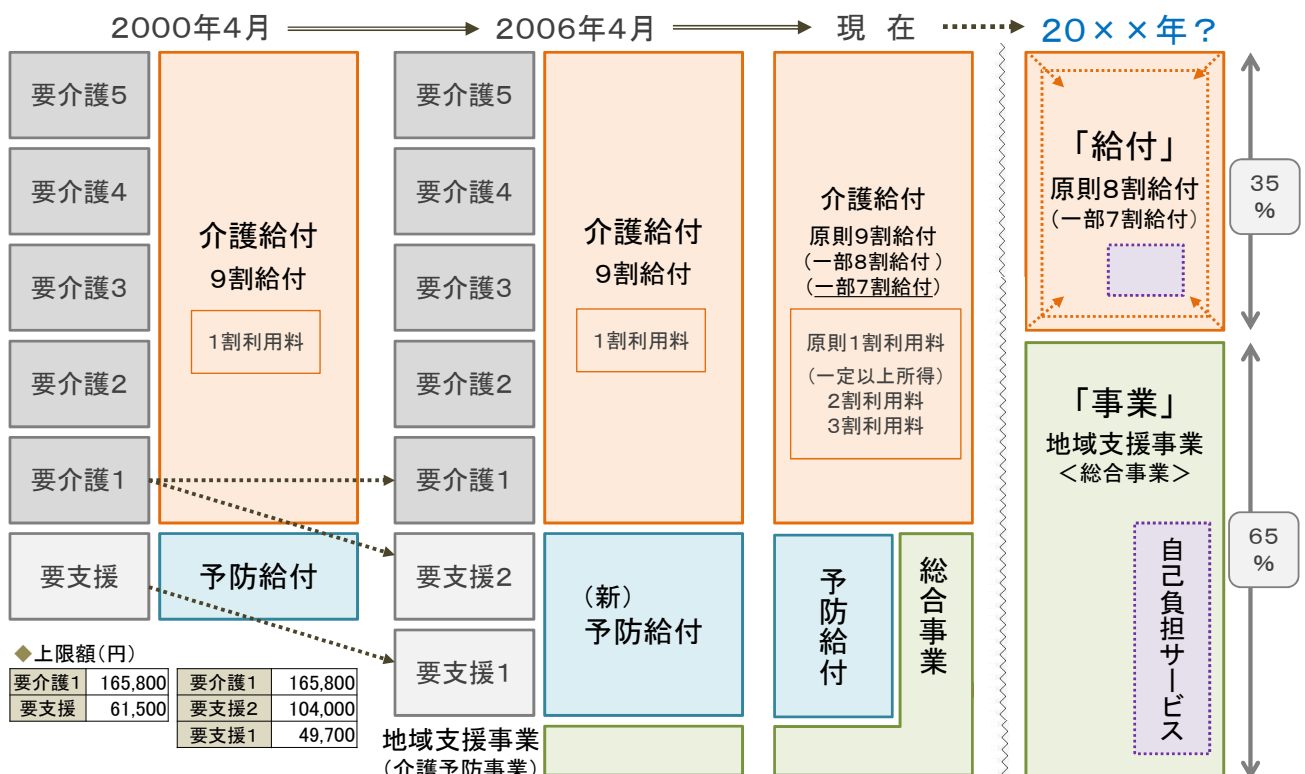 2000年4月
2006年4月
現 在
20××年？
要介護5
要介護4
要介護3
要介護2
要介護1
要支援
介護給付
9割給付
1割利用料
予防給付
◆上限額(円)
要介護1 165,800
要支援 61,500
要介護1 165,800
要支援2 104,000
要支援1 49,700
要介護5
要介護4
要介護3
要介護2
要介護1
要支援2
要支援1
地域支援事業
(介護予防事業)
介護給付
9割給付
1割利用料
(新)
予防給付
介護給付
原則9割給付
(一部8割給付)
(一部7割給付)
原則1割利用料
(一定以上所得)
2割利用料
3割利用料
予防給付
総合事業
「給付」
原則8割給付
(一部7割給付)
35
%
「事業」
地域支援事業
＜総合事業＞
自己負担サービス
65
%